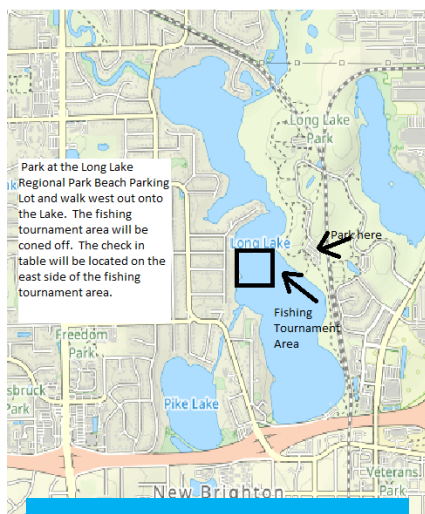 Long Lake
Park
Park at the Long Lake
Regional Park Beach Parking
Lot and walk west out onto
the Lake. The fishing
tournament area will be
coned off. The check in
table will be located on the
east side of the fishing
tournament area.
Park here
Long Lake
Fishing
Tournament
Area
Freedom
Park
Park
Pike Lake
Veterans
Park
New Brighton